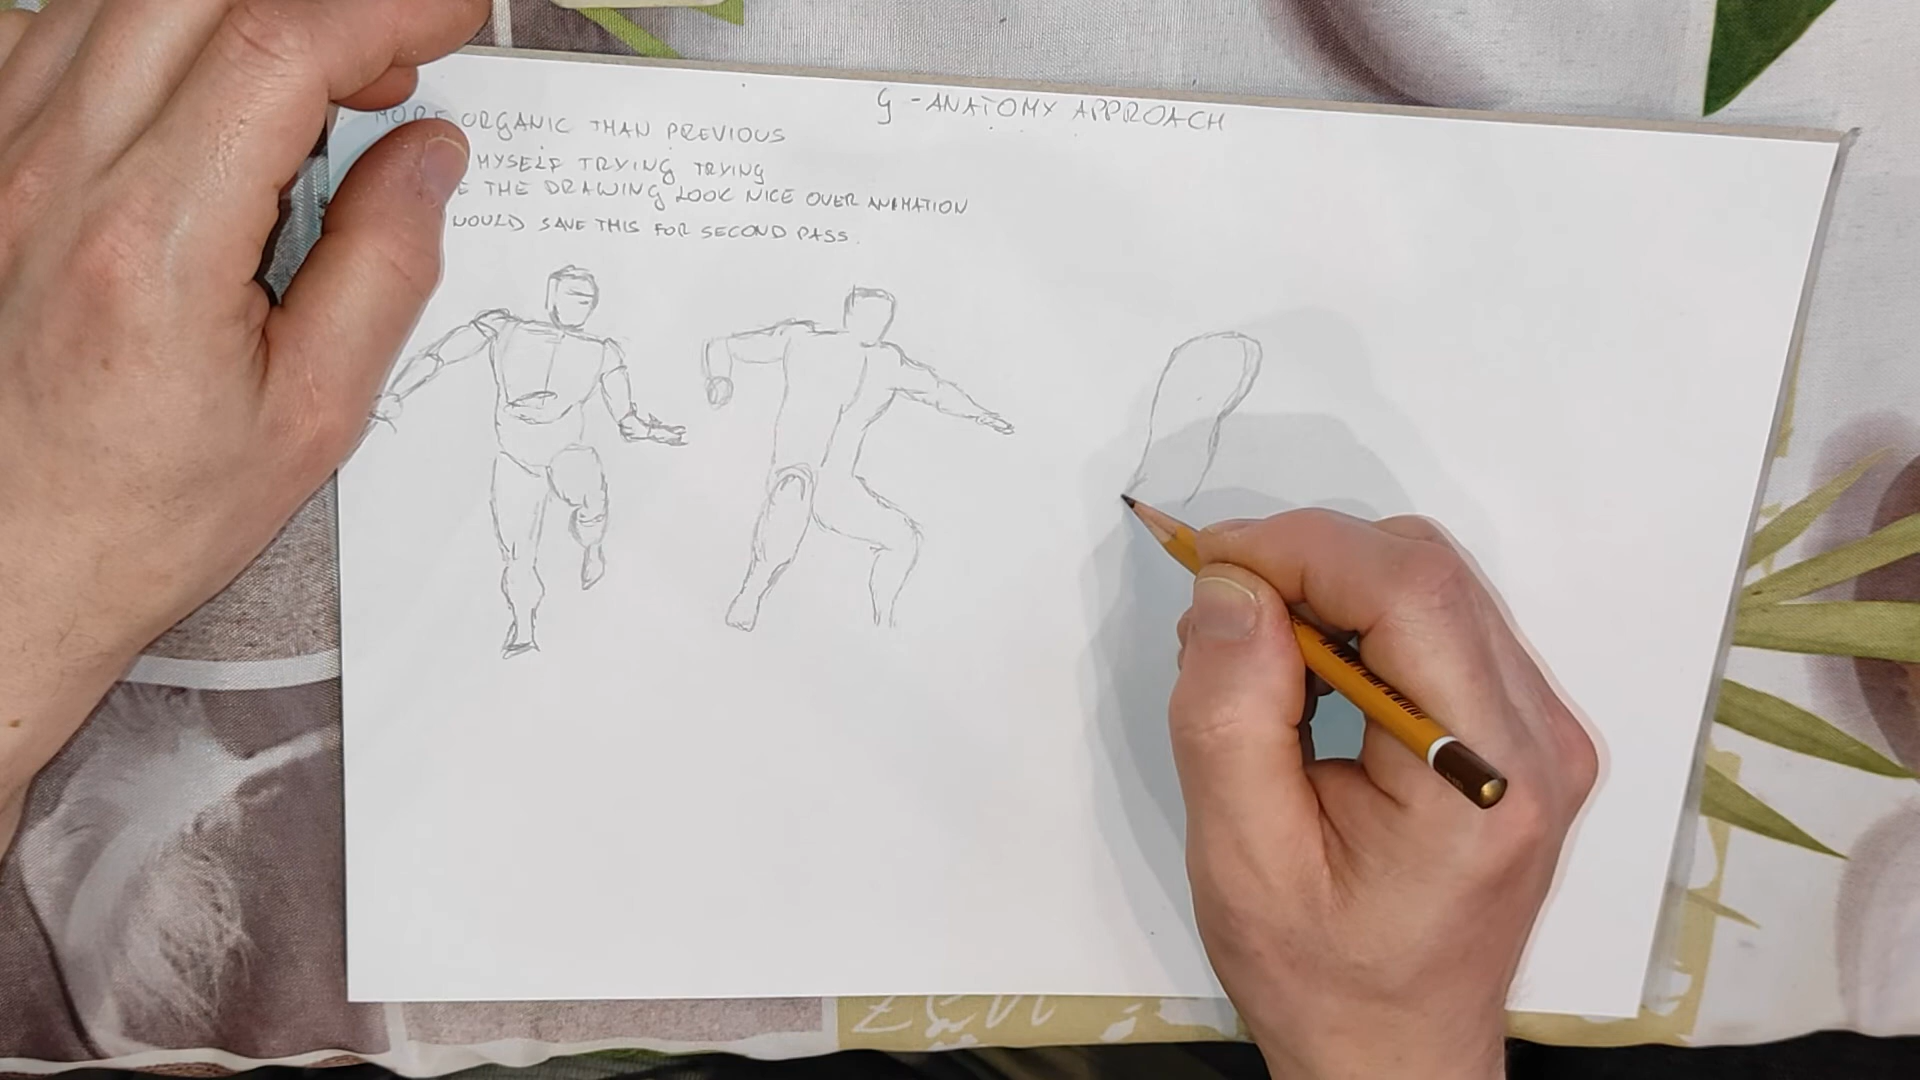 G - ANATOMY APPROACH
MORE ORGANIC THAN PREVIOUS
MYSELF TRYING TRYING
THE DRAWING LOOK NICE OVER ANIMATION
WOULD SAVE THIS FOR SECOND PASS.